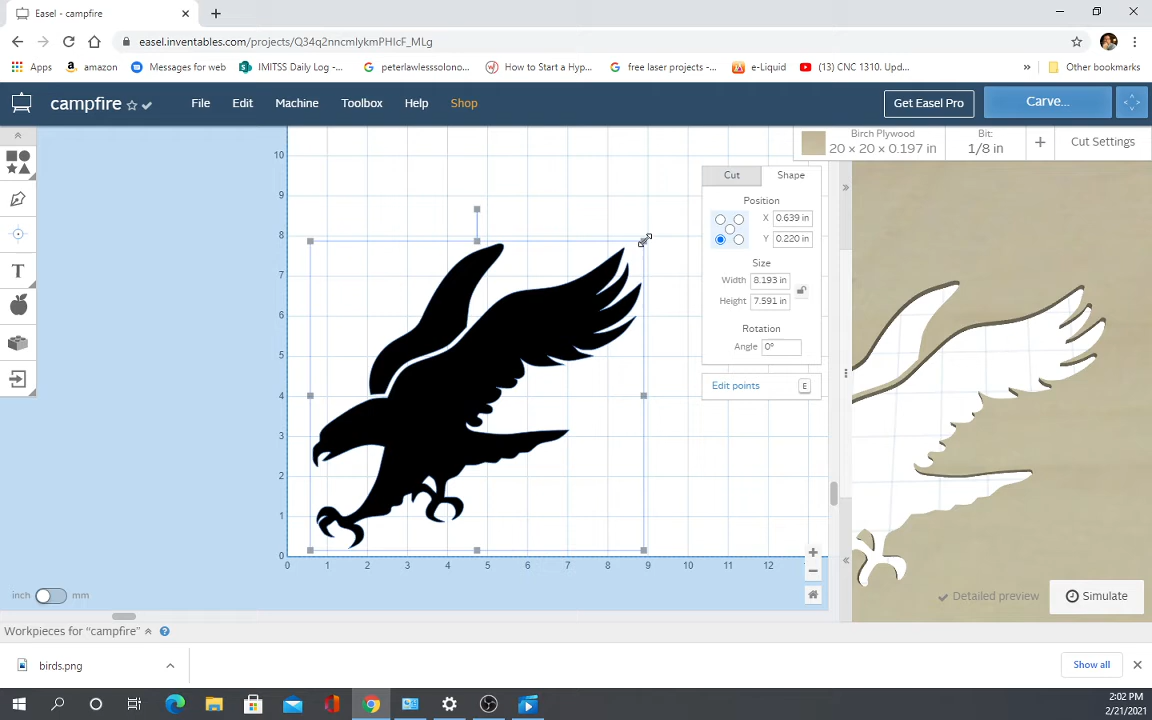 Easel - campfire
easel.inventables.com/projects/Q34q2nncmlykmPHIcF_MLg
Apps
amazon
Messages for web
IMITSS Daily Log -...
peterlawlesssolono...
How to Start a Hyp...
free laser projects -...
e-Liquid
(13) CNC 1310. Upd...
»
Other bookmarks
campfire
File
Edit
Machine
Toolbox
Help
Shop
Get Easel Pro
Carve...
Birch Plywood
20 × 20 × 0.197 in
Bit:
1/8 in
Cut Settings
T
10
9
8
7
6
5
4
3
2
1
0
0
1
2
3
4
5
6
7
8
9
10
11
12
Cut
Shape
Position
X 0.639 in
Y 0.220 in
Size
Width 8.193 in
Height 7.591 in
Rotation
Angle 0°
Edit points
E
inch
mm
Detailed preview
Simulate
Workpieces for “campfire”
birds.png
Show all
2:02 PM
2/21/2021